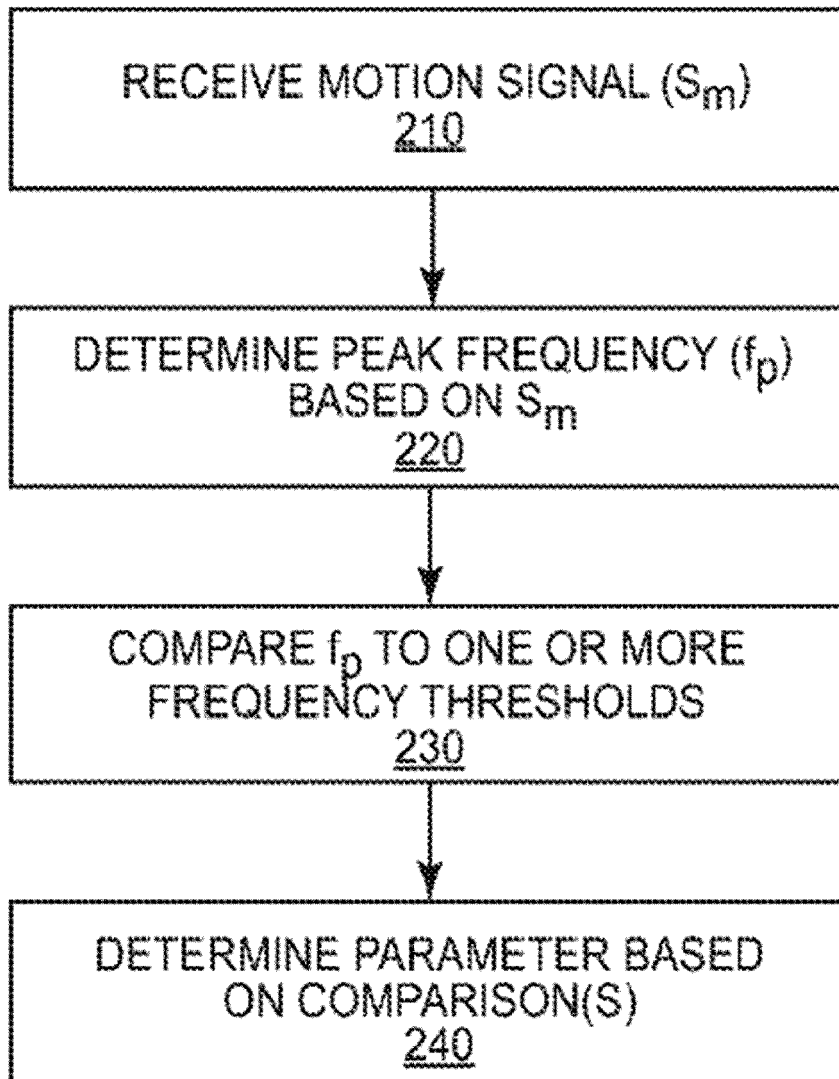 RECEIVE MOTION SIGNAL (Sm)
210
DETERMINE PEAK FREQUENCY (fp)
BASED ON Sm
220
COMPARE fp TO ONE OR MORE
FREQUENCY THRESHOLDS
230
DETERMINE PARAMETER BASED
ON COMPARISON(S)
240